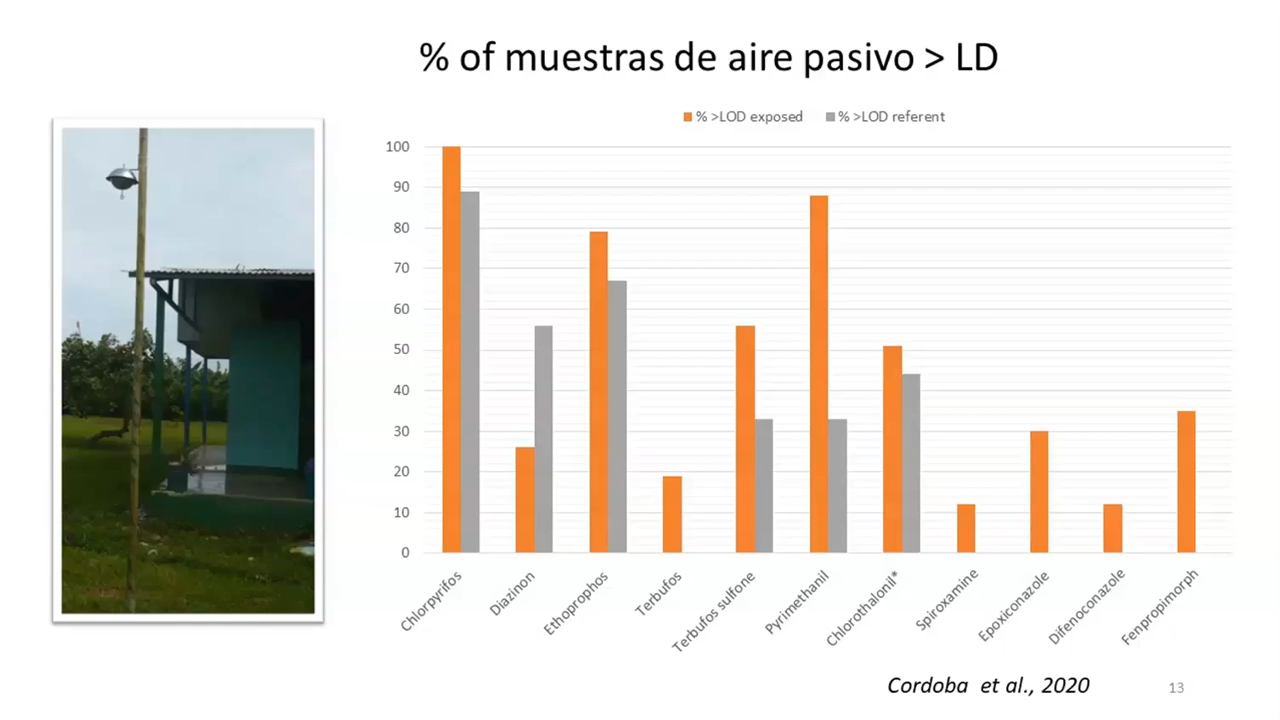 % of muestras de aire pasivo > LD
% >LOD exposed % >LOD referent
100
90
80
70
60
50
40
30
20
10
0
Chlorpyrifos
Diazinon
Ethoprophos
Terbufos
Terbufos sulfone
Pyrimethanil
Chlorothalonil*
Spiroxamine
Epoxiconazole
Difenoconazole
Fenpropimorph
Cordoba et al., 2020
13